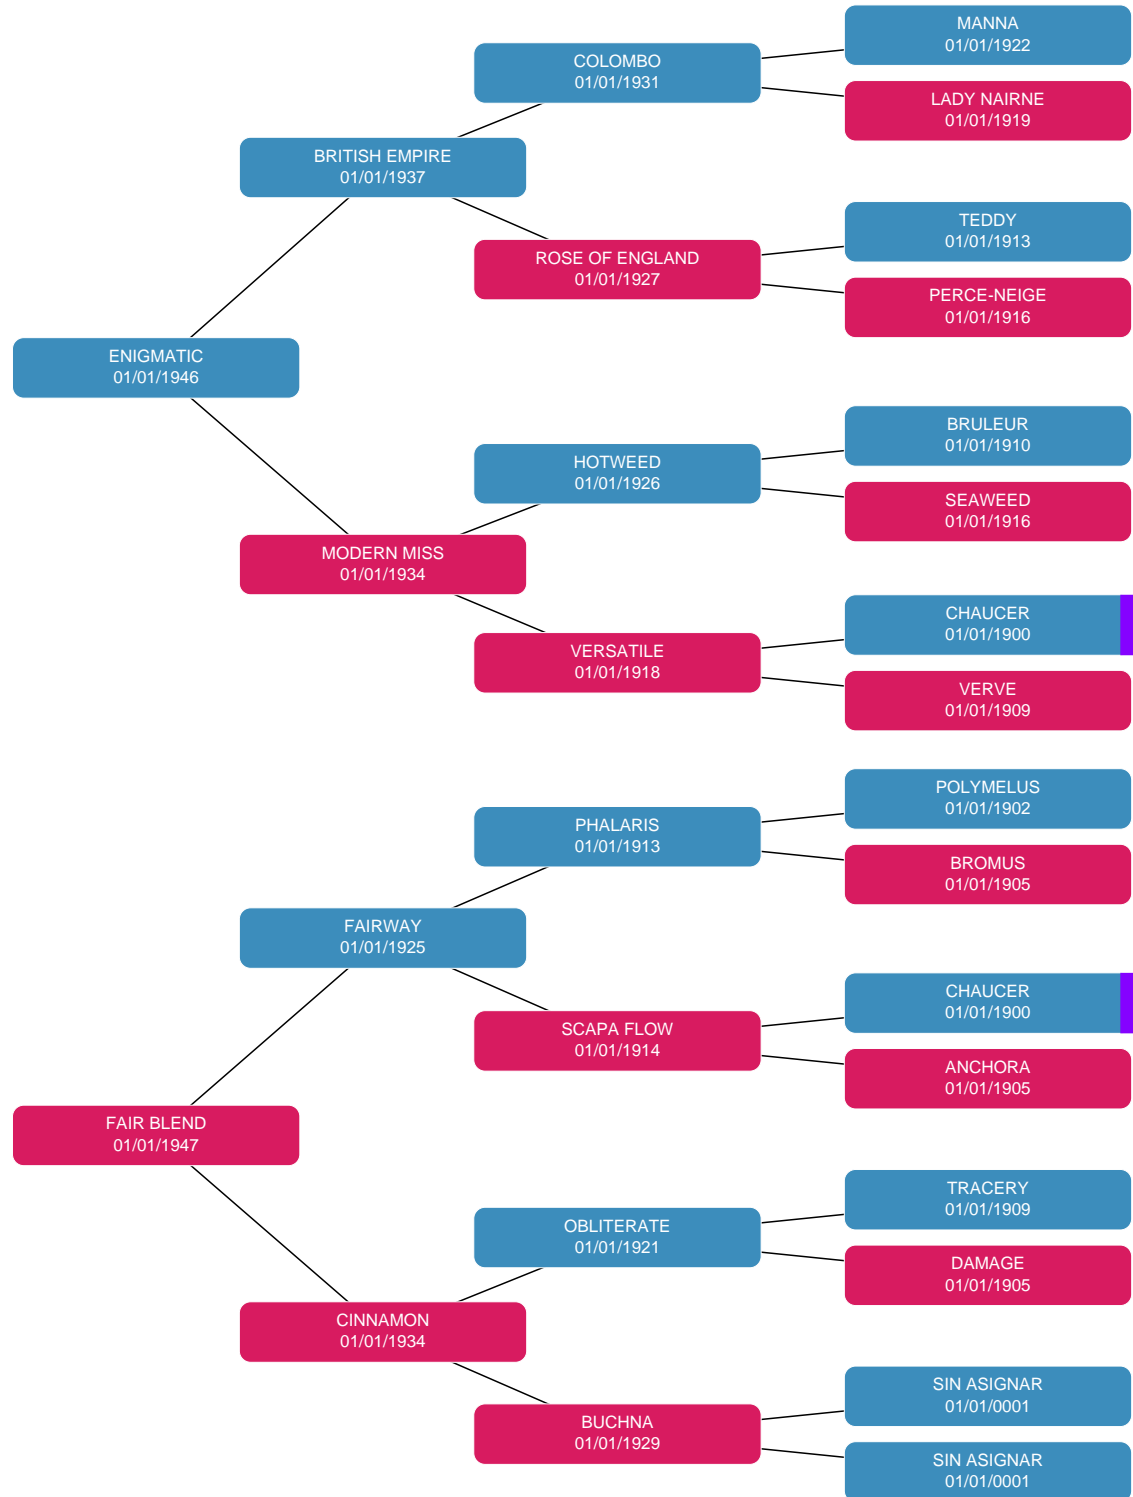 MANNA
01/01/1922
COLOMBO
01/01/1931
LADY NAIRNE
01/01/1919
BRITISH EMPIRE
01/01/1937
TEDDY
01/01/1913
ROSE OF ENGLAND
01/01/1927
PERCE-NEIGE
01/01/1916
ENIGMATIC
01/01/1946
BRULEUR
01/01/1910
HOTWEED
01/01/1926
SEAWEED
01/01/1916
MODERN MISS
01/01/1934
CHAUCER
01/01/1900
VERSATILE
01/01/1918
VERVE
01/01/1909
POLYMELUS
01/01/1902
PHALARIS
01/01/1913
BROMUS
01/01/1905
FAIRWAY
01/01/1925
CHAUCER
01/01/1900
SCAPA FLOW
01/01/1914
ANCHORA
01/01/1905
FAIR BLEND
01/01/1947
TRACERY
01/01/1909
OBLITERATE
01/01/1921
DAMAGE
01/01/1905
CINNAMON
01/01/1934
SIN ASIGNAR
01/01/0001
BUCHNA
01/01/1929
SIN ASIGNAR
01/01/0001